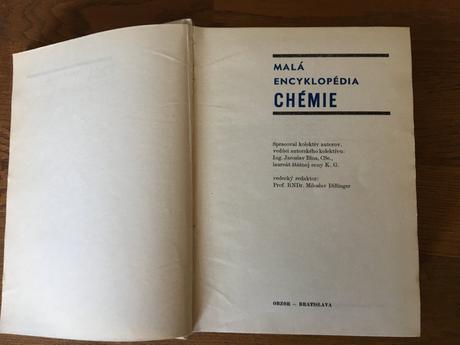 MALÁ
ENCYKLOPÉDIA
CHÉMIE
Spracoval kolektív autorov,
vedúci autorského kolektívu:
Ing. Jaroslav Bína, CSc.,
laureát štátnej ceny K. G.
vedecký redaktor:
Prof. RNDr. Miloslav Dillinger
OBZOR – BRATISLAVA